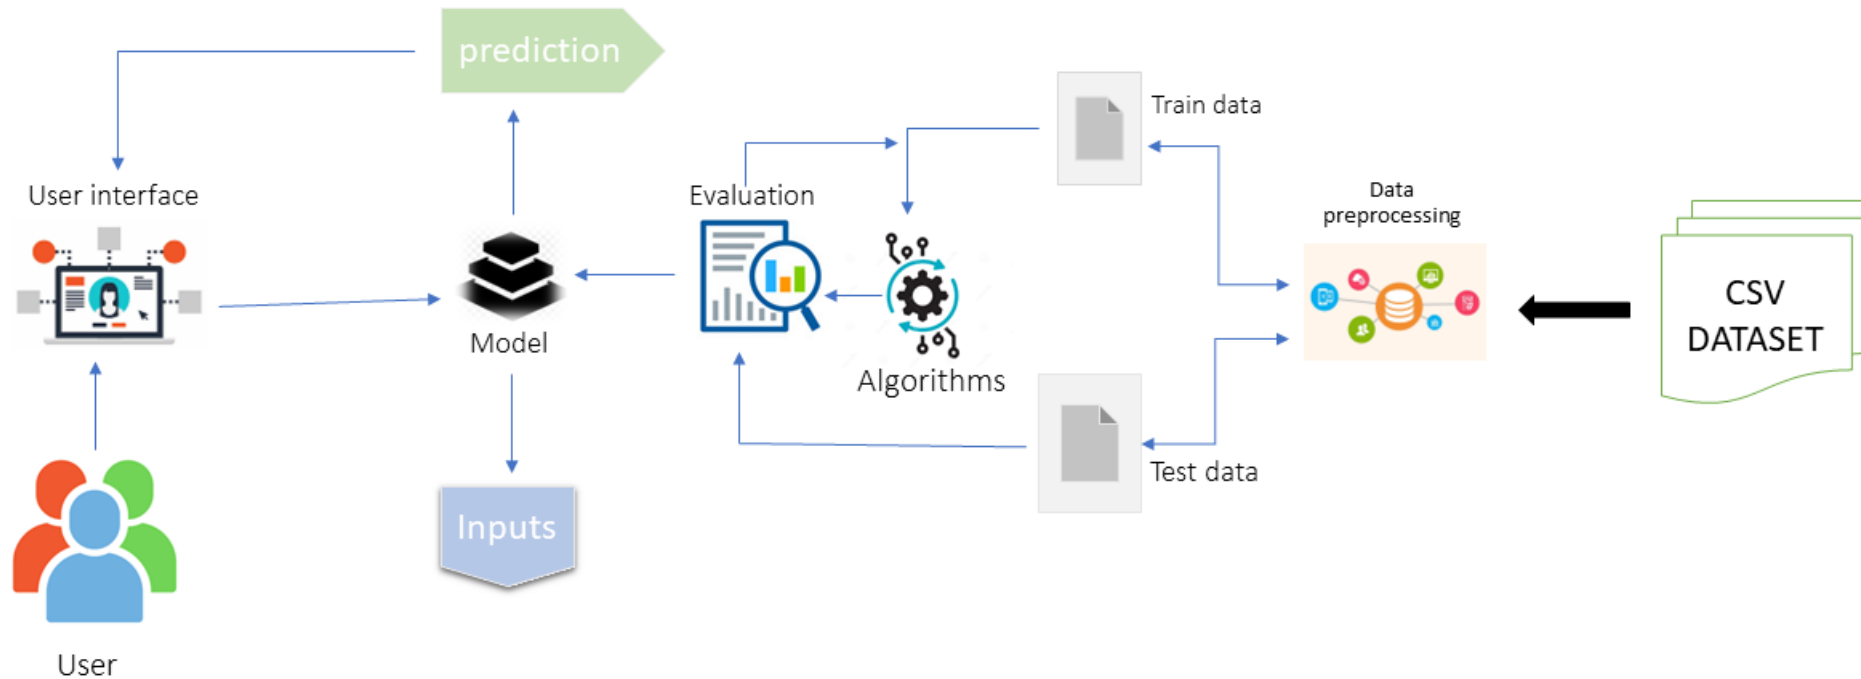 prediction
Train data
User interface
Evaluation
Data
preprocessing
CSV
DATASET
Model
Algorithms
Test data
Inputs
User